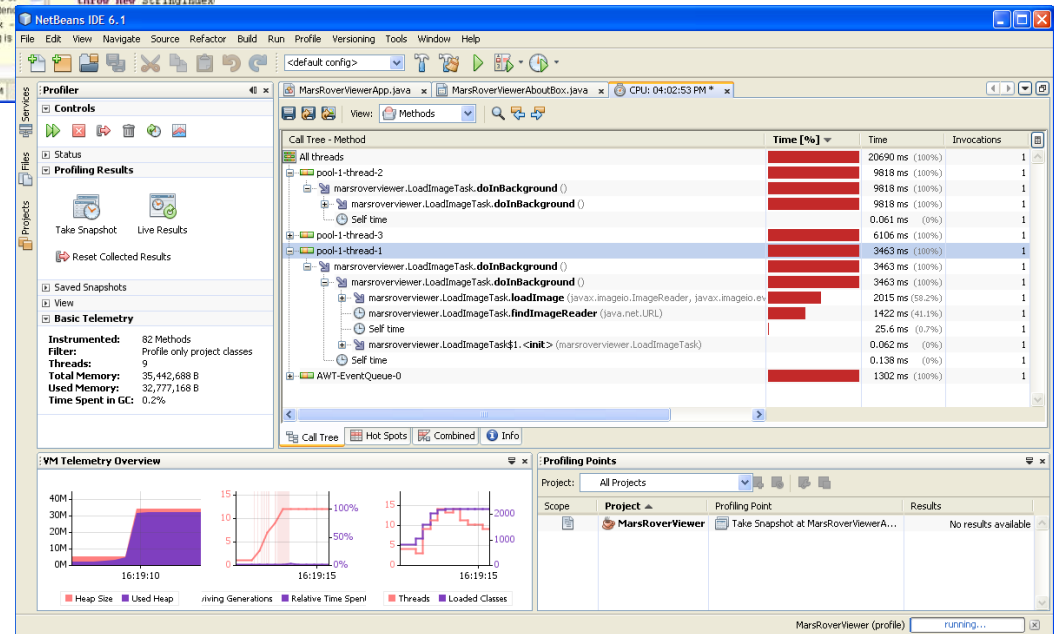 throw new StringIndex
NetBeans IDE 6.1
File Edit View Navigate Source Refactor Build Run Profile Versioning Tools Window Help
<default config>
Services
Files
Projects
Profiler
Controls
Status
Profiling Results
Take Snapshot Live Results
Reset Collected Results
Saved Snapshots
View
Basic Telemetry
Instrumented: 82 Methods
Filter: Profile only project classes
Threads: 9
Total Memory: 35,442,688 B
Used Memory: 32,777,168 B
Time Spent in GC: 0.2%
MarsRoverViewerApp.java x MarsRoverViewerAboutBox.java x CPU: 04:02:53 PM * x
View: Methods
Call Tree - Method Time [%] Time Invocations
All threads 20690 ms (100%) 1
pool-1-thread-2 9818 ms (100%) 1
marsroverviewer.LoadImageTask.doInBackground () 9818 ms (100%) 1
marsroverviewer.LoadImageTask.doInBackground () 9818 ms (100%) 1
Self time 0.061 ms (0%) 1
pool-1-thread-3 6106 ms (100%) 1
pool-1-thread-1 3463 ms (100%) 1
marsroverviewer.LoadImageTask.doInBackground () 3463 ms (100%) 1
marsroverviewer.LoadImageTask.doInBackground () 3463 ms (100%) 1
marsroverviewer.LoadImageTask.loadImage (javax.imageio.ImageReader, javax.imageio.ev 2015 ms (58.2%) 1
marsroverviewer.LoadImageTask.findImageReader (java.net.URL) 1422 ms (41.1%) 1
Self time 25.6 ms (0.7%) 1
marsroverviewer.LoadImageTask$1.<init> (marsroverviewer.LoadImageTask) 0.062 ms (0%) 1
Self time 0.138 ms (0%) 1
AWT-EventQueue-0 1302 ms (100%) 1
Call Tree Hot Spots Combined Info
VM Telemetry Overview
40M
30M
20M
10M
0M
16:19:10
Heap Size Used Heap
15
10
5
0
100%
50%
0%
16:19:15
iving Generations Relative Time Spent
15
10
5
0
2000
1000
0
16:19:15
Threads Loaded Classes
Profiling Points
Project: All Projects
Scope Project Profiling Point Results
MarsRoverViewer Take Snapshot at MarsRoverViewerA... No results available
MarsRoverViewer (profile) running...